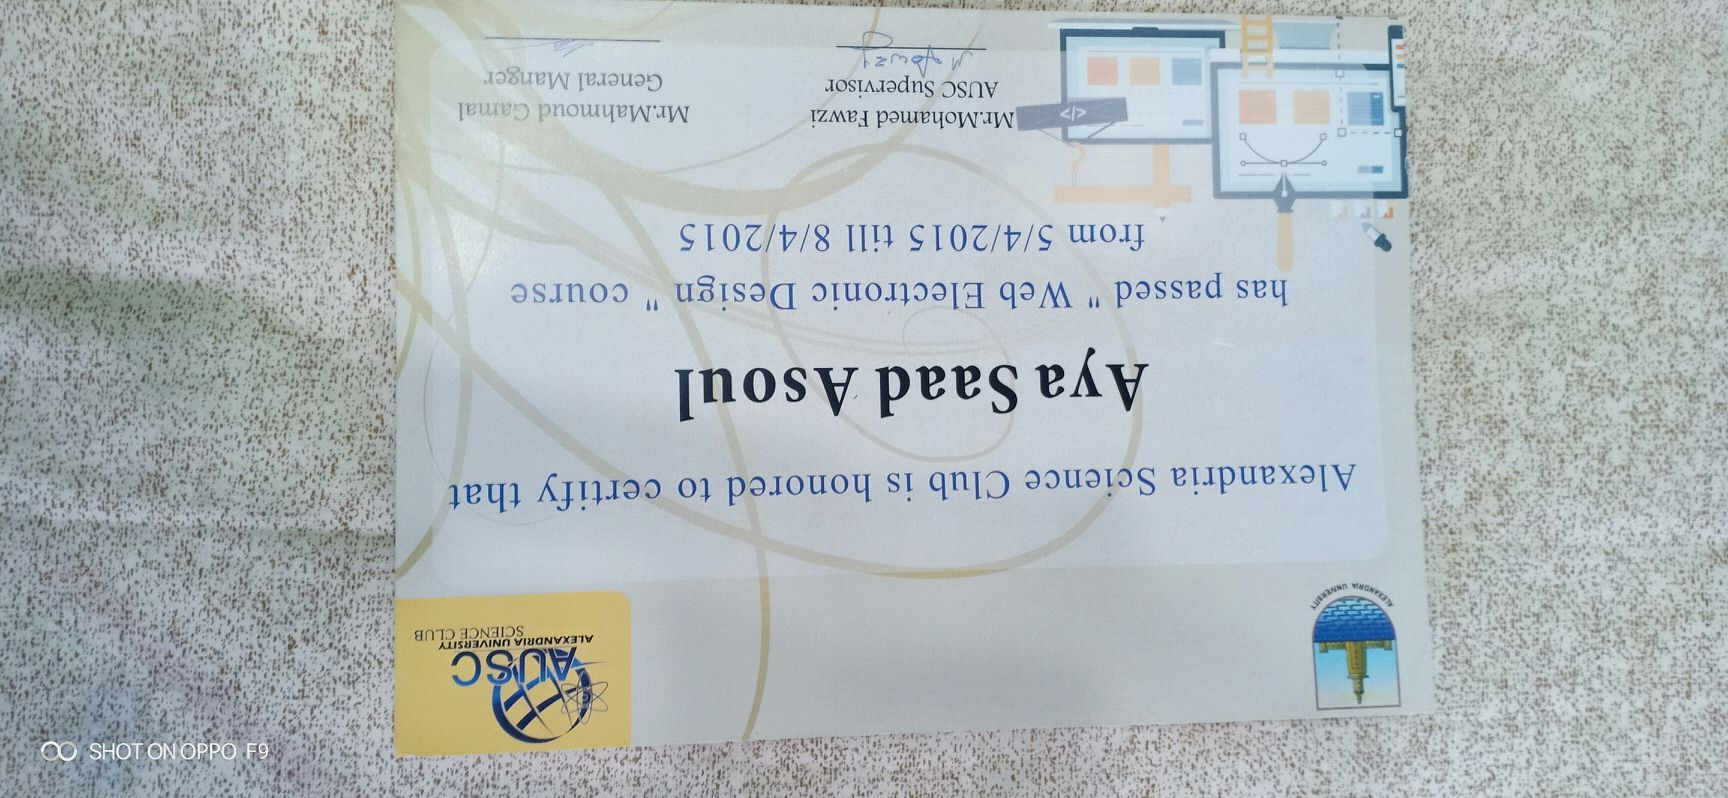 ALEXANDRIA UNIVERSITY
AUSC
ALEXANDRIA UNIVERSITY
SCIENCE CLUB
Alexandria Science Club is honored to certify that
Aya Saad Asoul
has passed " Web Electronic Design " course
from 5/4/2015 till 8/4/2015
</>
Mr.Mohamed Fawzi
AUSC Supervisor
M. Fawzi
Mr.Mahmoud Gamal
General Manger
SHOT ON OPPO F9